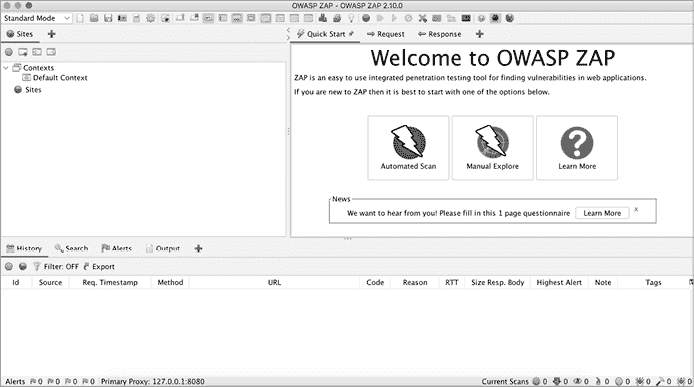 OWASP ZAP - OWASP ZAP 2.10.0
Standard Mode
Sites
Quick Start Request Response
Contexts
Default Context
Sites
Welcome to OWASP ZAP
ZAP is an easy to use integrated penetration testing tool for finding vulnerabilities in web applications.
If you are new to ZAP then it is best to start with one of the options below.
Automated Scan Manual Explore Learn More
News
We want to hear from you! Please fill in this 1 page questionnaire Learn More x
History Search Alerts Output
Filter: OFF Export
Id Source Req. Timestamp Method URL Code Reason RTT Size Resp. Body Highest Alert Note Tags
Alerts 0 0 0 0 Primary Proxy: 127.0.0.1:8080 Current Scans 0 0 0 0 0 0 0 0